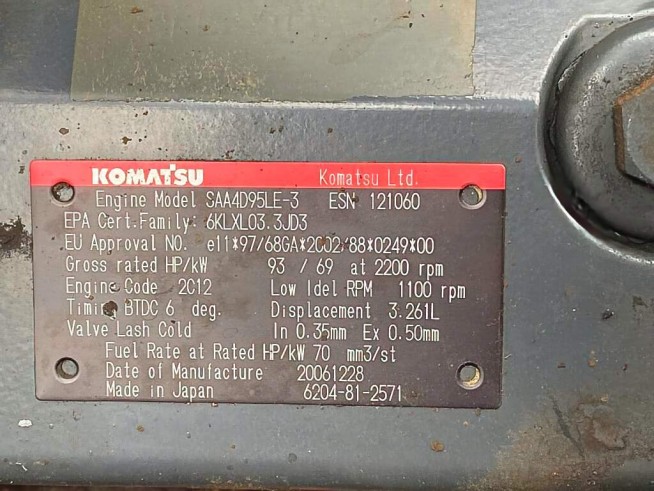 KOMATSU Komatsu Ltd.
Engine Model SAA4D95LE-3 ESN 121060
EPA Cert.Family: 6KLXL03.3JD3
EU Approval NO. e11*97/68GA*2002/88*0249*00
Gross rated HP/kW 93 / 69 at 2200 rpm
Engine Code 2C12 Low Idel RPM 1100 rpm
Timing BTDC 6 deg. Displacement 3.261L
Valve Lash Cold In 0.35mm Ex 0.50mm
Fuel Rate at Rated HP/kW 70 mm3/st
Date of Manufacture 20061228
Made in Japan 6204-81-2571